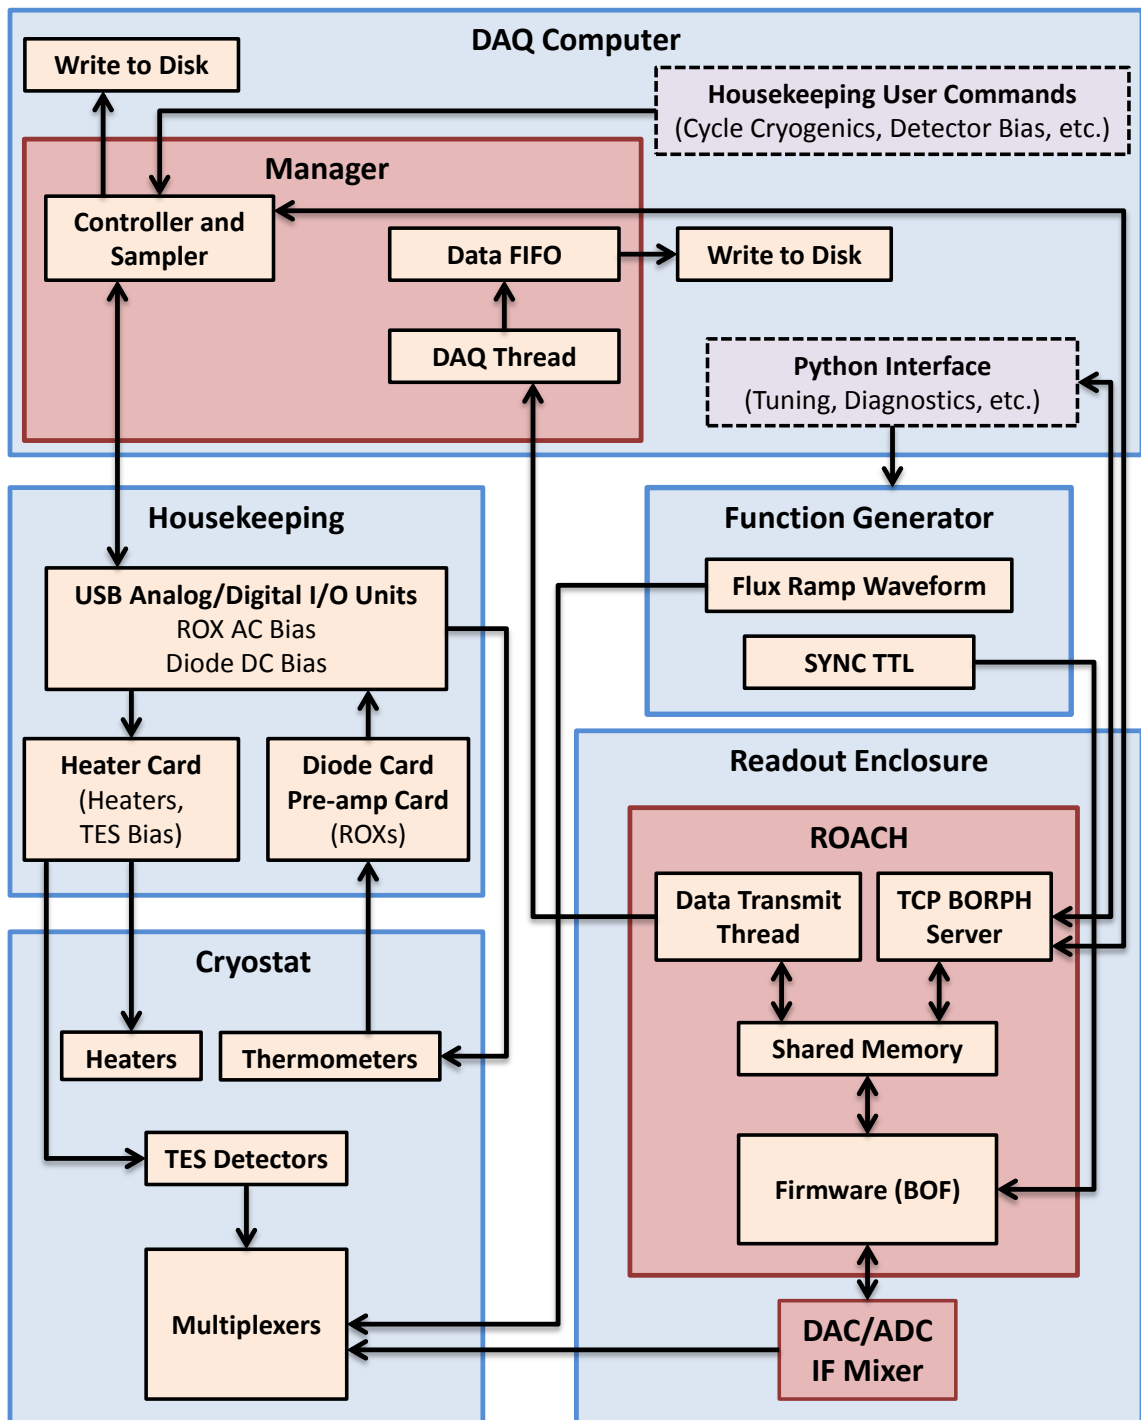 DAQ Computer
Write to Disk
Housekeeping User Commands
(Cycle Cryogenics, Detector Bias, etc.)
Manager
Controller and
Sampler
Data FIFO
Write to Disk
DAQ Thread
Python Interface
(Tuning, Diagnostics, etc.)
Housekeeping
USB Analog/Digital I/O Units
ROX AC Bias
Diode DC Bias
Heater Card
(Heaters,
TES Bias)
Diode Card
Pre-amp Card
(ROXs)
Function Generator
Flux Ramp Waveform
SYNC TTL
Readout Enclosure
ROACH
Data Transmit
Thread
TCP BORPH
Server
Shared Memory
Firmware (BOF)
DAC/ADC
IF Mixer
Cryostat
Heaters
Thermometers
TES Detectors
Multiplexers